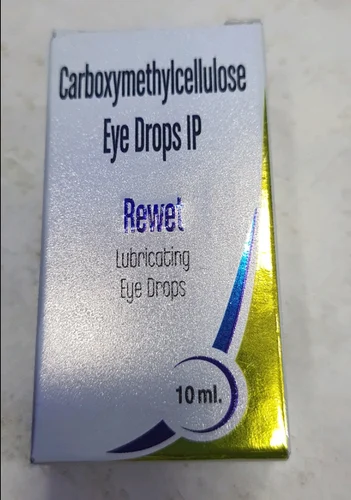 Carboxymethylcellulose
Eye Drops IP
Rewet
Lubricating
Eye Drops
10 ml.